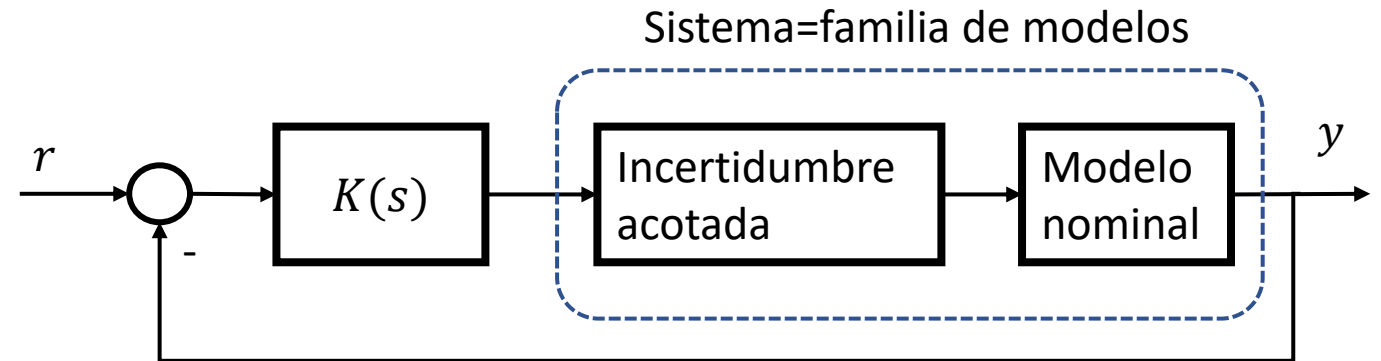 Sistema=familia de modelos
r
K(s)
Incertidumbre
acotada
Modelo
nominal
y
-